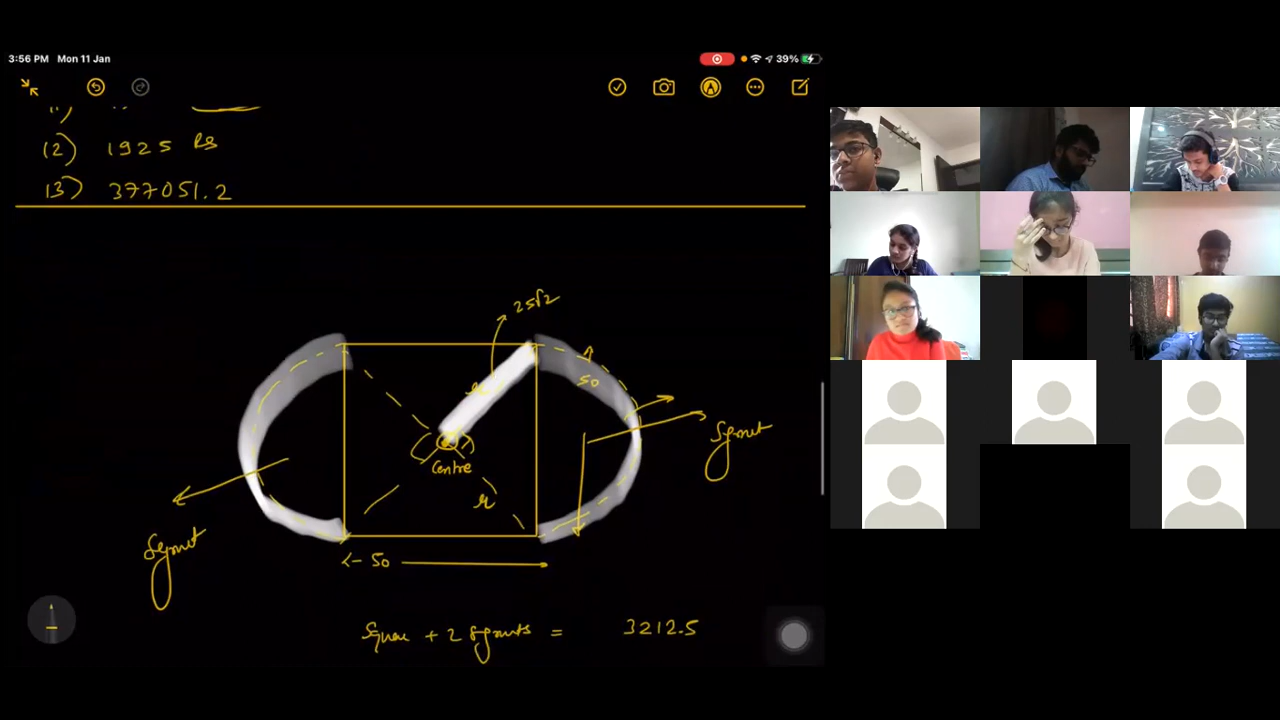 3:56 PM Mon 11 Jan
39%
12) 1925 Rs
13) 377051.2
25√2
r
50
Segment
Centre
r
Segment
50
Square + 2 Segments = 3212.5